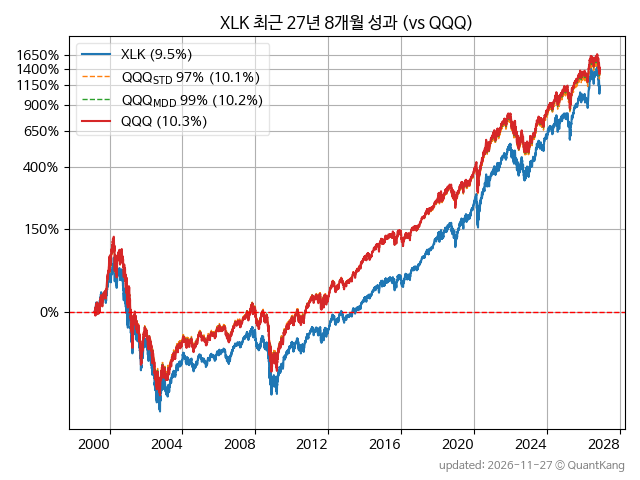 XLK 최근 27년 8개월 성과 (vs QQQ)
XLK (9.5%)
QQQSTD 97% (10.1%)
QQQMDD 99% (10.2%)
QQQ (10.3%)
1650%
1400%
1150%
900%
650%
400%
150%
0%
2000 2004 2008 2012 2016 2020 2024 2028
updated: 2026-11-27 © QuantKang